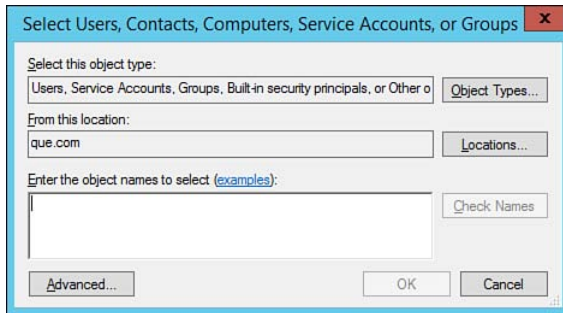 Select Users, Contacts, Computers, Service Accounts, or Groups
x
Select this object type:
Users, Service Accounts, Groups, Built-in security principals, or Other o
Object Types...
From this location:
que.com
Locations...
Enter the object names to select (examples):
Check Names
Advanced...
OK
Cancel